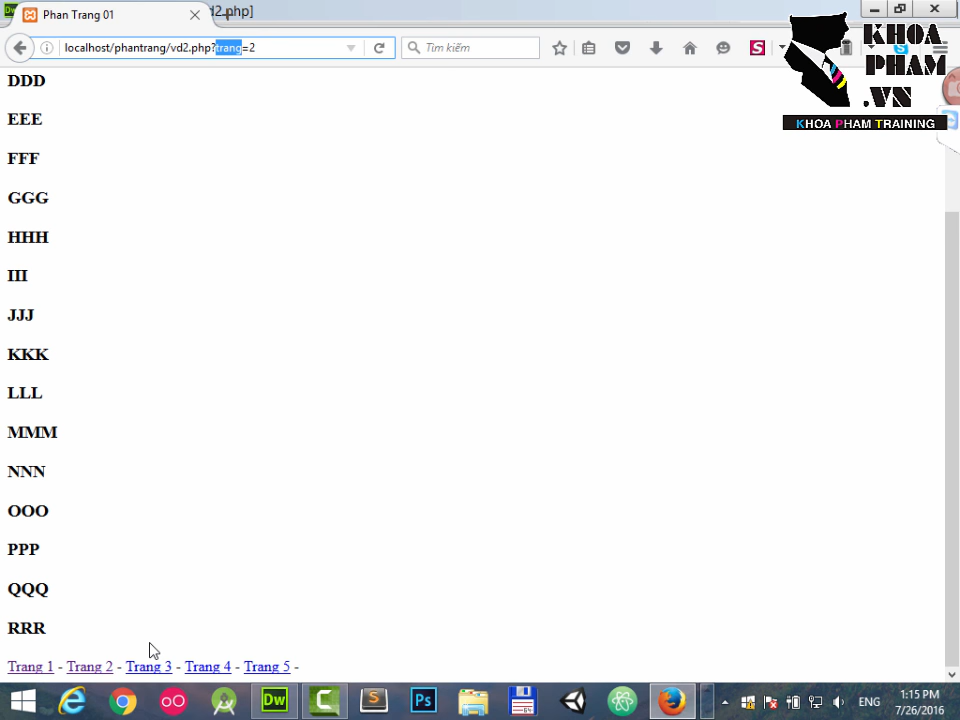 Phan Trang 01
d2.php]
localhost/phantrang/vd2.php?trang=2
Tìm kiếm
KHOA
PHAM
.VN
KHOA PHAM TRAINING
DDD
EEE
FFF
GGG
HHH
III
JJJ
KKK
LLL
MMM
NNN
OOO
PPP
QQQ
RRR
Trang 1 - Trang 2 - Trang 3 - Trang 4 - Trang 5 -
ENG
1:15 PM
7/26/2016